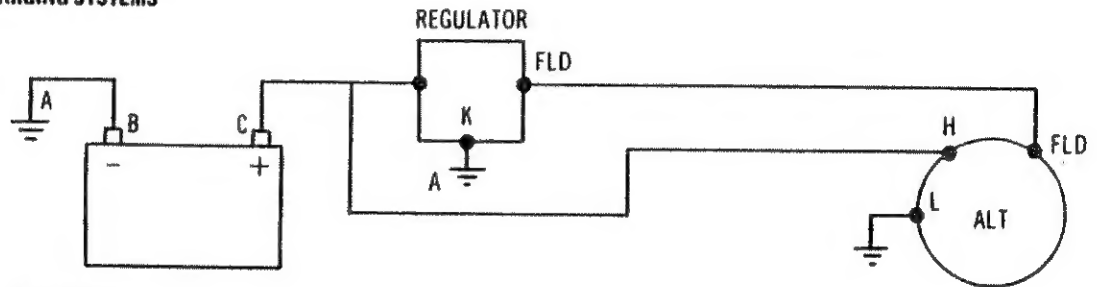 CHARGING SYSTEMS
REGULATOR
FLD
A
B
C
K
H
FLD
-
+
A
L
ALT